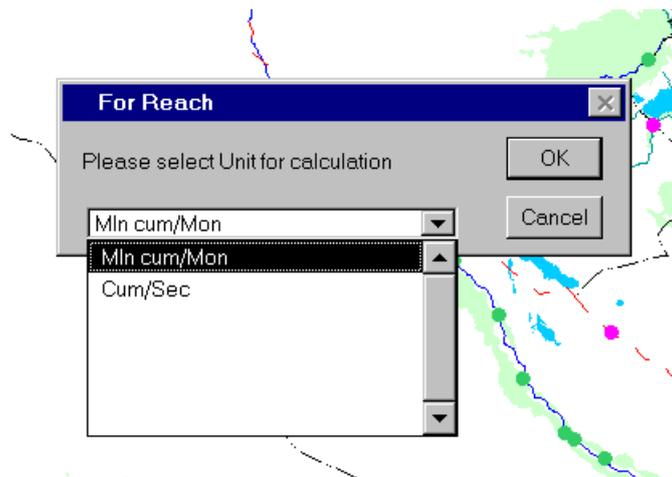 For Reach
Please select Unit for calculation
OK
Mln cum/Mon
Cancel
Mln cum/Mon
Cum/Sec